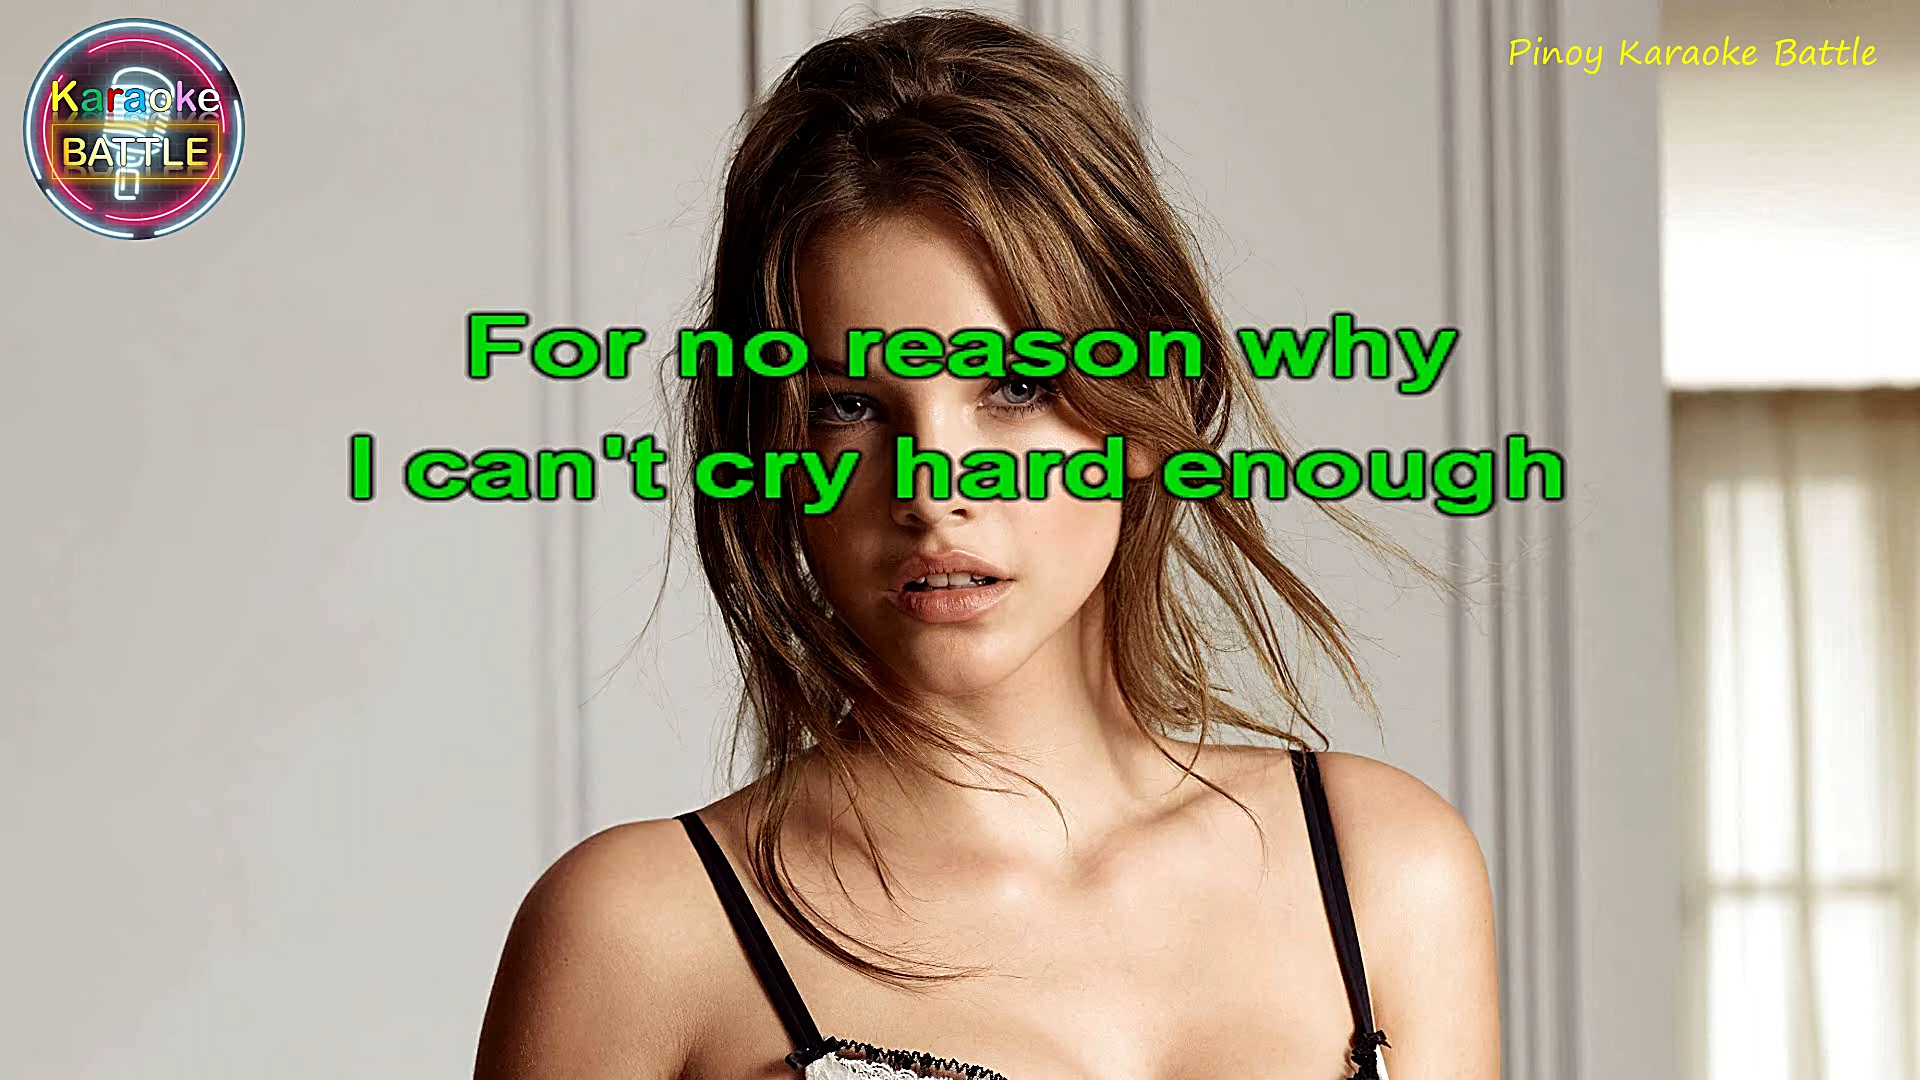 Karaoke
BATTLE
Pinoy Karaoke Battle
For no reason why
I can't cry hard enough